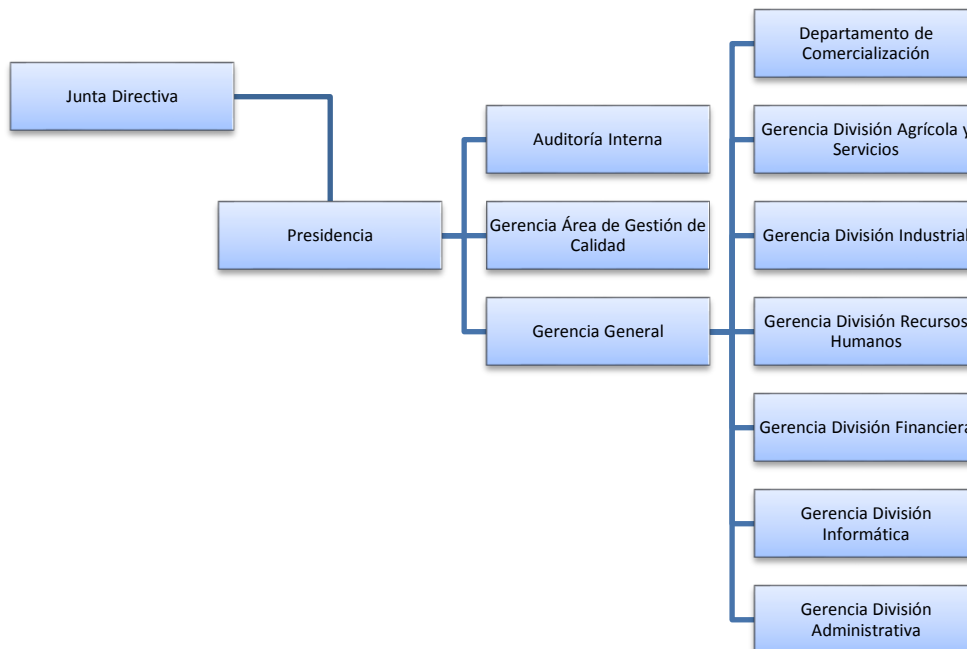 Junta Directiva
Presidencia
Auditoría Interna
Gerencia Área de Gestión de
Calidad
Gerencia General
Departamento de
Comercialización
Gerencia División Agrícola y
Servicios
Gerencia División Industrial
Gerencia División Recursos
Humanos
Gerencia División Financiera
Gerencia División
Informática
Gerencia División
Administrativa